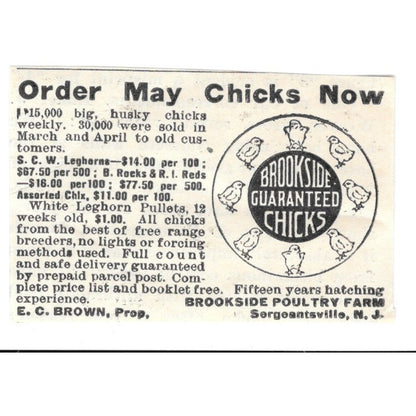 Order May Chicks Now
15,000 big, husky chicks
weekly. 30,000 were sold in
March and April to old cus-
tomers.
S. C. W. Leghorns—$14.00 per 100;
$67.50 per 500; B. Rocks & R. I. Reds
—$16.00 per 100; $77.50 per 500.
Assorted Chix, $11.00 per 100.
White Leghorn Pullets, 12
weeks old, $1.00. All chicks
from the best of free range
breeders, no lights or forcing
methods used. Full count
and safe delivery guaranteed
by prepaid parcel post. Com-
plete price list and booklet free. Fifteen years hatching
experience.
BROOKSIDE POULTRY FARM
E. C. BROWN, Prop.
Sergeantsville, N. J.
BROOKSIDE
GUARANTEED
CHICKS